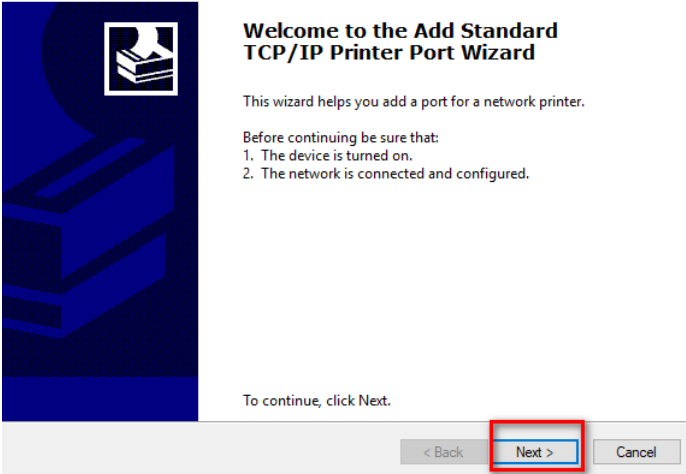 Welcome to the Add Standard
TCP/IP Printer Port Wizard
This wizard helps you add a port for a network printer.
Before continuing be sure that:
1. The device is turned on.
2. The network is connected and configured.
To continue, click Next.
< Back Next > Cancel